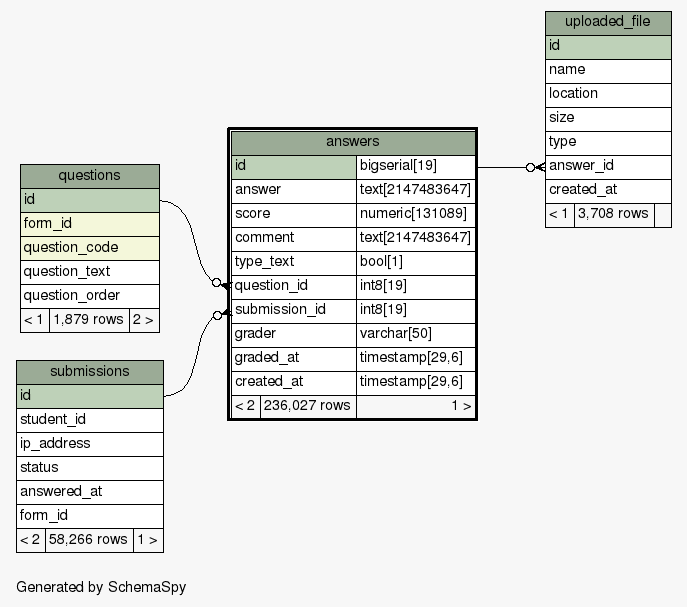 uploaded_file
id
name
location
size
type
answer_id
created_at
< 1 3,708 rows
answers
id bigserial[19]
answer text[2147483647]
score numeric[131089]
comment text[2147483647]
type_text bool[1]
question_id int8[19]
submission_id int8[19]
grader varchar[50]
graded_at timestamp[29,6]
created_at timestamp[29,6]
< 2 236,027 rows 1 >
questions
id
form_id
question_code
question_text
question_order
< 1 1,879 rows 2 >
submissions
id
student_id
ip_address
status
answered_at
form_id
< 2 58,266 rows 1 >
Generated by SchemaSpy